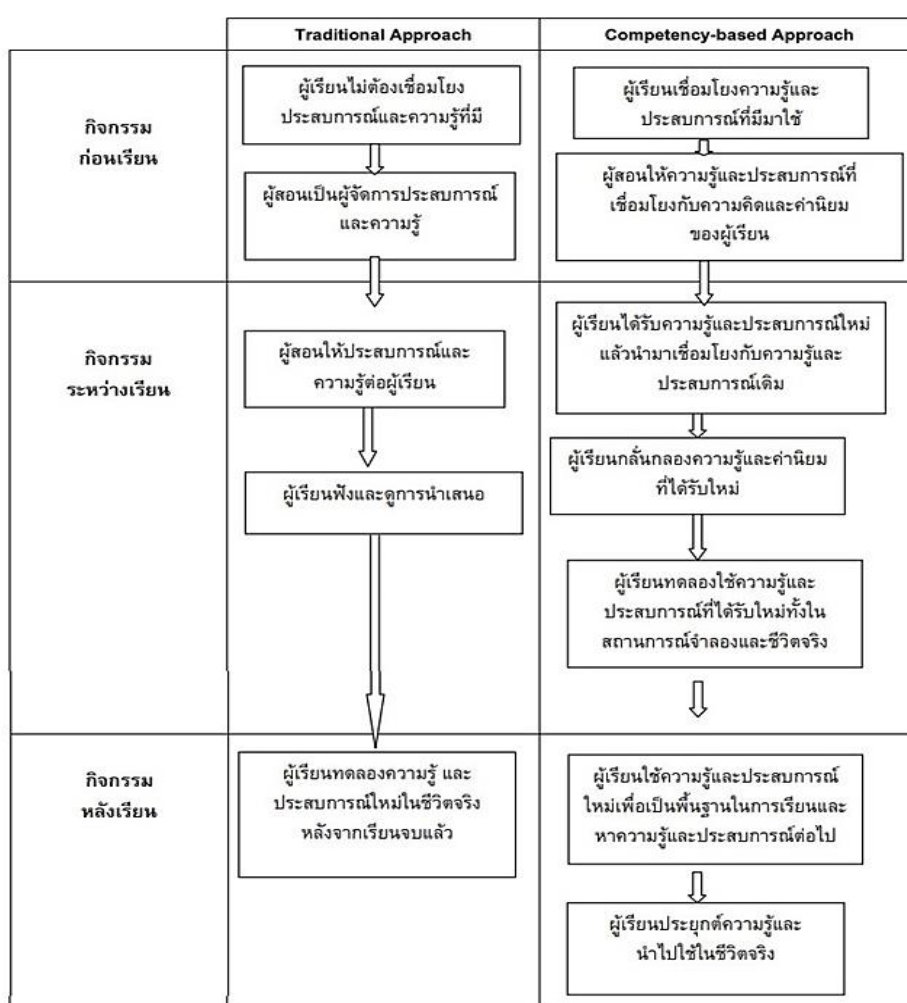 Traditional Approach
Competency-based Approach
กิจกรรม
ก่อนเรียน
ผู้เรียนไม่ต้องเชื่อมโยง
ประสบการณ์และความรู้ที่มี
ผู้สอนเป็นผู้จัดการประสบการณ์
และความรู้
ผู้เรียนเชื่อมโยงความรู้และ
ประสบการณ์ที่มีมาใช้
ผู้สอนให้ความรู้และประสบการณ์ที่
เชื่อมโยงกับความคิดและค่านิยม
ของผู้เรียน
กิจกรรม
ระหว่างเรียน
ผู้สอนให้ประสบการณ์และ
ความรู้ต่อผู้เรียน
ผู้เรียนฟังและดูการนำเสนอ
ผู้เรียนได้รับความรู้และประสบการณ์ใหม่
แล้วนำมาเชื่อมโยงกับความรู้และ
ประสบการณ์เดิม
ผู้เรียนกลั่นกลองความรู้และค่านิยม
ที่ได้รับใหม่
ผู้เรียนทดลองใช้ความรู้และ
ประสบการณ์ที่ได้รับใหม่ทั้งใน
สถานการณ์จำลองและชีวิตจริง
กิจกรรม
หลังเรียน
ผู้เรียนทดลองความรู้ และ
ประสบการณ์ใหม่ในชีวิตจริง
หลังจากเรียนจบแล้ว
ผู้เรียนใช้ความรู้และประสบการณ์
ใหม่เพื่อเป็นพื้นฐานในการเรียนและ
หาความรู้และประสบการณ์ต่อไป
ผู้เรียนประยุกต์ความรู้และ
นำไปใช้ในชีวิตจริง